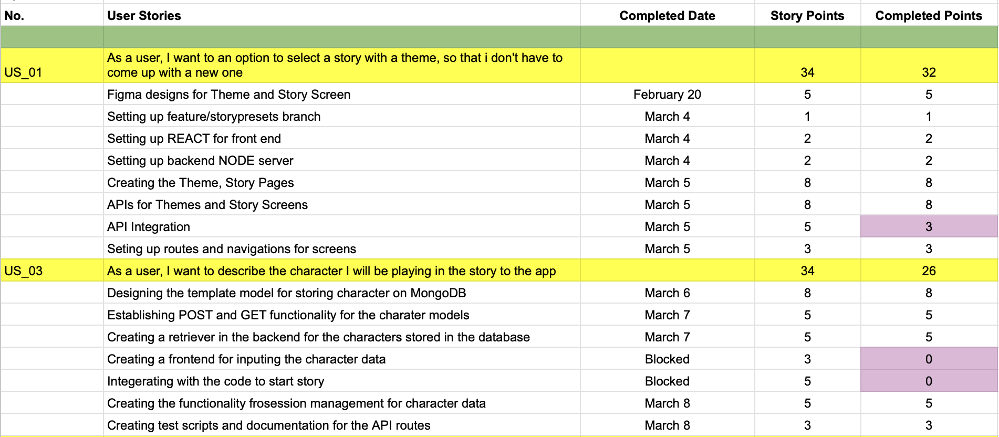 No. User Stories Completed Date Story Points Completed Points
As a user, I want to an option to select a story with a theme, so that i don't have to
US_01 come up with a new one 34 32
Figma designs for Theme and Story Screen February 20 5 5
Setting up feature/storypresets branch March 4 1 1
Setting up REACT for front end March 4 2 2
Setting up backend NODE server March 4 2 2
Creating the Theme, Story Pages March 5 8 8
APIs for Themes and Story Screens March 5 8 8
API Integration March 5 5 3
Seting up routes and navigations for screens March 5 3 3
US_03 As a user, I want to describe the character I will be playing in the story to the app 34 26
Designing the template model for storing character on MongoDB March 6 8 8
Establishing POST and GET functionality for the charater models March 7 5 5
Creating a retriever in the backend for the characters stored in the database March 7 5 5
Creating a frontend for inputing the character data Blocked 3 0
Integerating with the code to start story Blocked 5 0
Creating the functionality frosession management for character data March 8 5 5
Creating test scripts and documentation for the API routes March 8 3 3